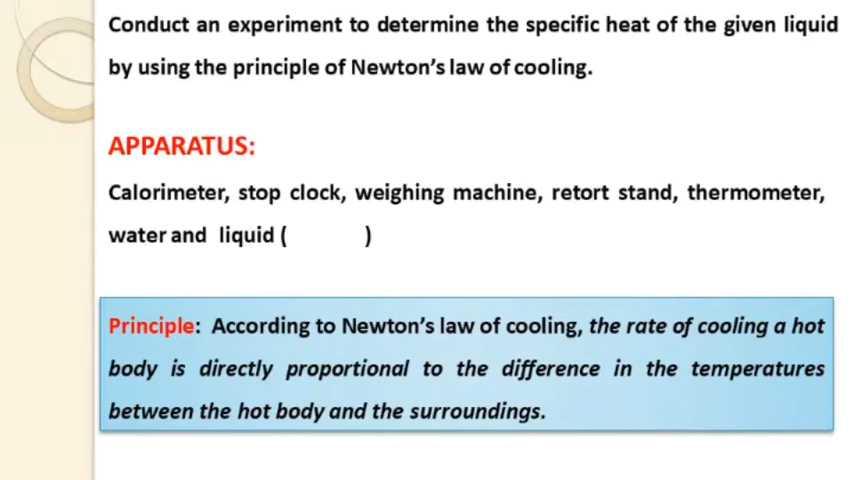 Conduct an experiment to determine the specific heat of the given liquid
by using the principle of Newton's law of cooling.
APPARATUS:
Calorimeter, stop clock, weighing machine, retort stand, thermometer,
water and liquid ( )
Principle: According to Newton's law of cooling, the rate of cooling a hot
body is directly proportional to the difference in the temperatures
between the hot body and the surroundings.